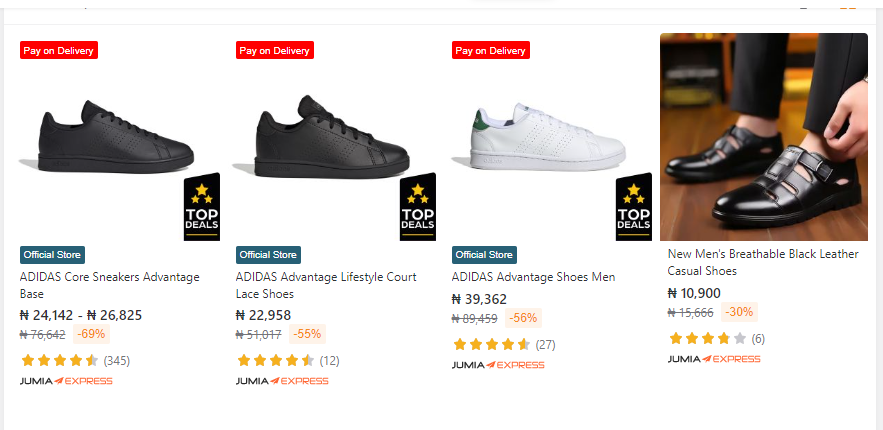 Pay on Delivery
TOP
DEALS
Official Store
ADIDAS Core Sneakers Advantage
Base
₦ 24,142 - ₦ 26,825
₦ 76,642 -69%
(345)
JUMIA EXPRESS
Pay on Delivery
TOP
DEALS
Official Store
ADIDAS Advantage Lifestyle Court
Lace Shoes
₦ 22,958
₦ 51,017 -55%
(12)
JUMIA EXPRESS
Pay on Delivery
TOP
DEALS
Official Store
ADIDAS Advantage Shoes Men
₦ 39,362
₦ 89,459 -56%
(27)
JUMIA EXPRESS
New Men's Breathable Black Leather
Casual Shoes
₦ 10,900
₦ 15,666 -30%
(6)
JUMIA EXPRESS